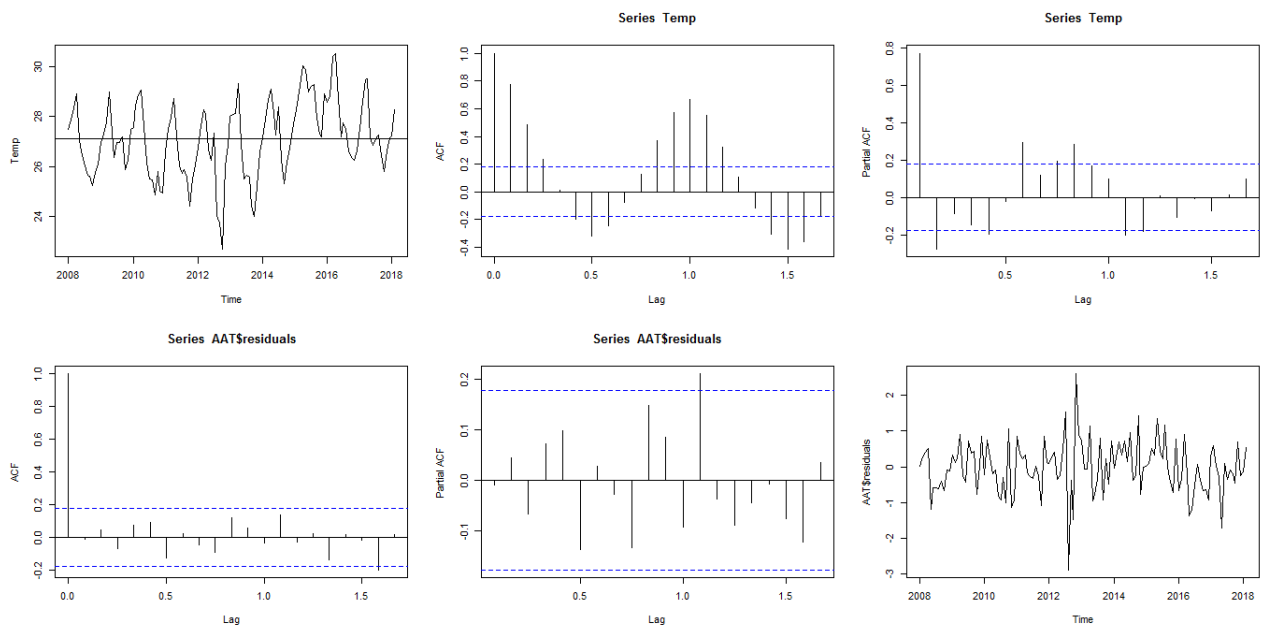 Series Temp
Series Temp
Temp
30
28
26
24
2008 2010 2012 2014 2016 2018
Time
ACF
1.0
0.8
0.6
0.4
0.2
0.0
-0.2
-0.4
0.0 0.5 1.0 1.5
Lag
Partial ACF
0.8
0.6
0.4
0.2
0.0
-0.2
0.5 1.0 1.5
Lag
Series AAT$residuals
Series AAT$residuals
ACF
1.0
0.8
0.6
0.4
0.2
0.0
-0.2
0.0 0.5 1.0 1.5
Lag
Partial ACF
0.2
0.1
0.0
-0.1
0.5 1.0 1.5
Lag
AAT$residuals
2
1
0
-1
-2
-3
2008 2010 2012 2014 2016 2018
Time